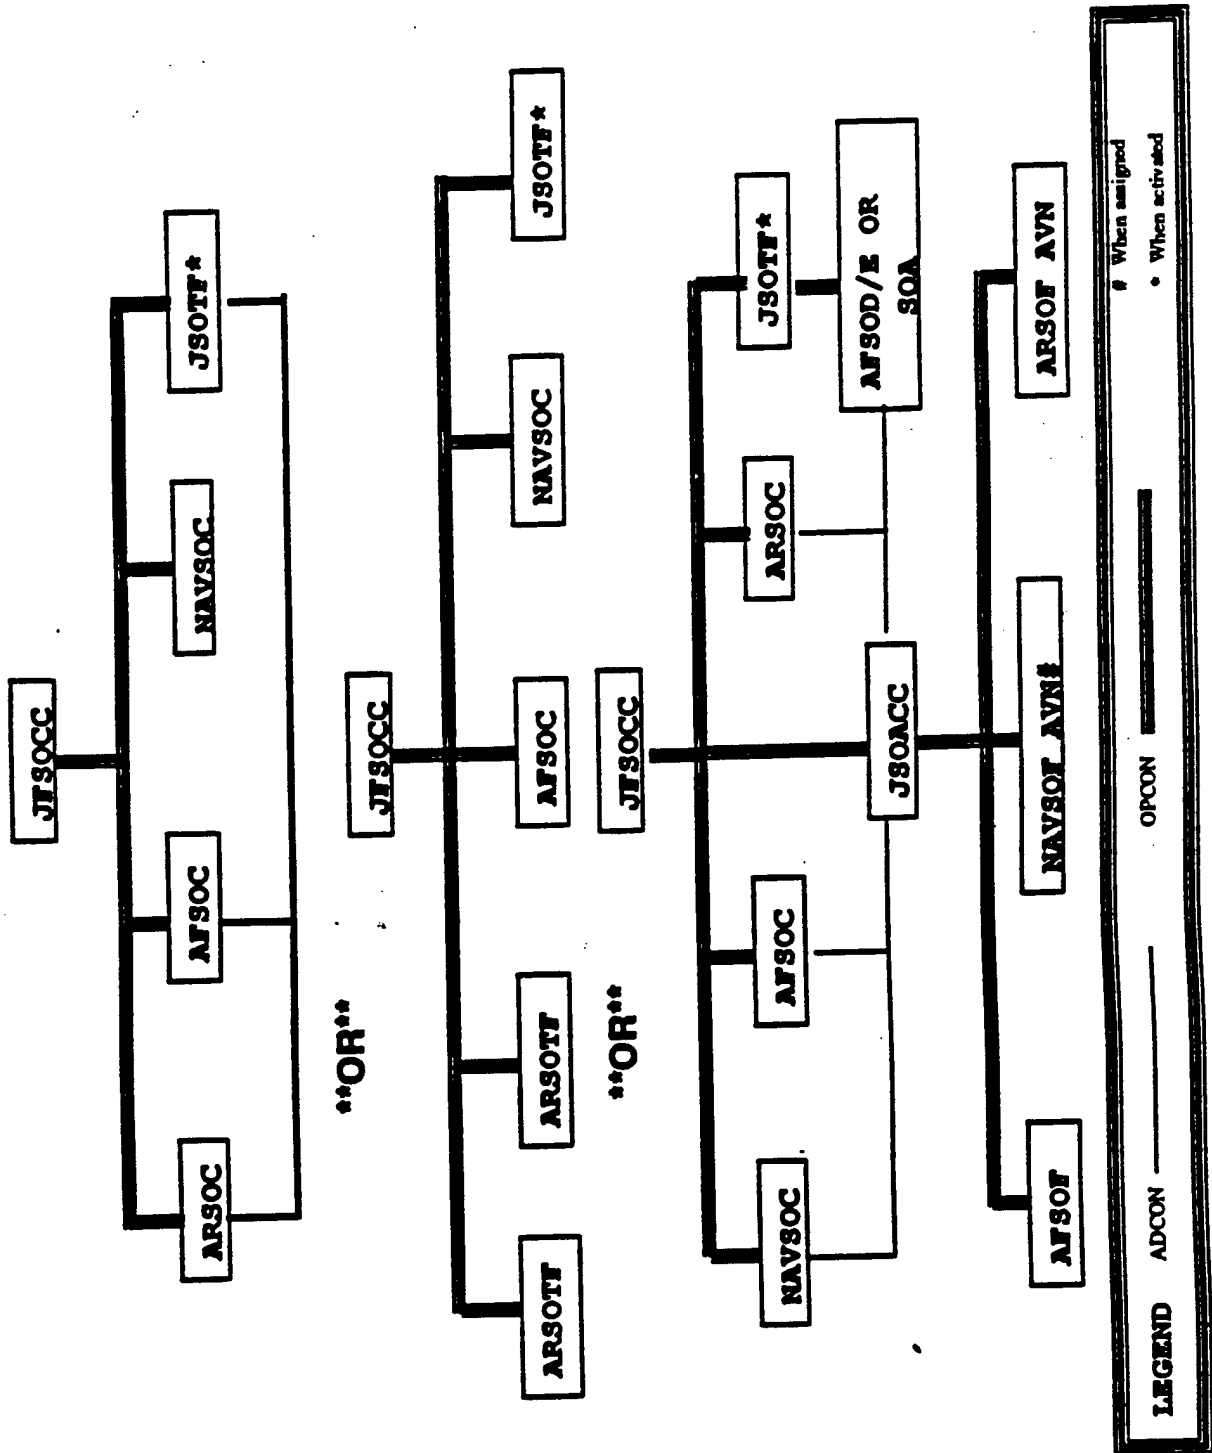 JFSOCC
ARSOC
AFSOC
NAVSOC
JSOTF*
**OR**
JFSOCC
ARSOTF
ARSOTF
AFSOC
NAVSOC
JSOTF*
**OR**
JFSOCC
NAVSOC
AFSOC
ARSOC
JSOTF*
JSOACC
AFSOD/E OR
SOA
AFSOF
NAVSOF AVN#
ARSOF AVN
LEGEND ADCON OPCON
# When assigned
* When activated